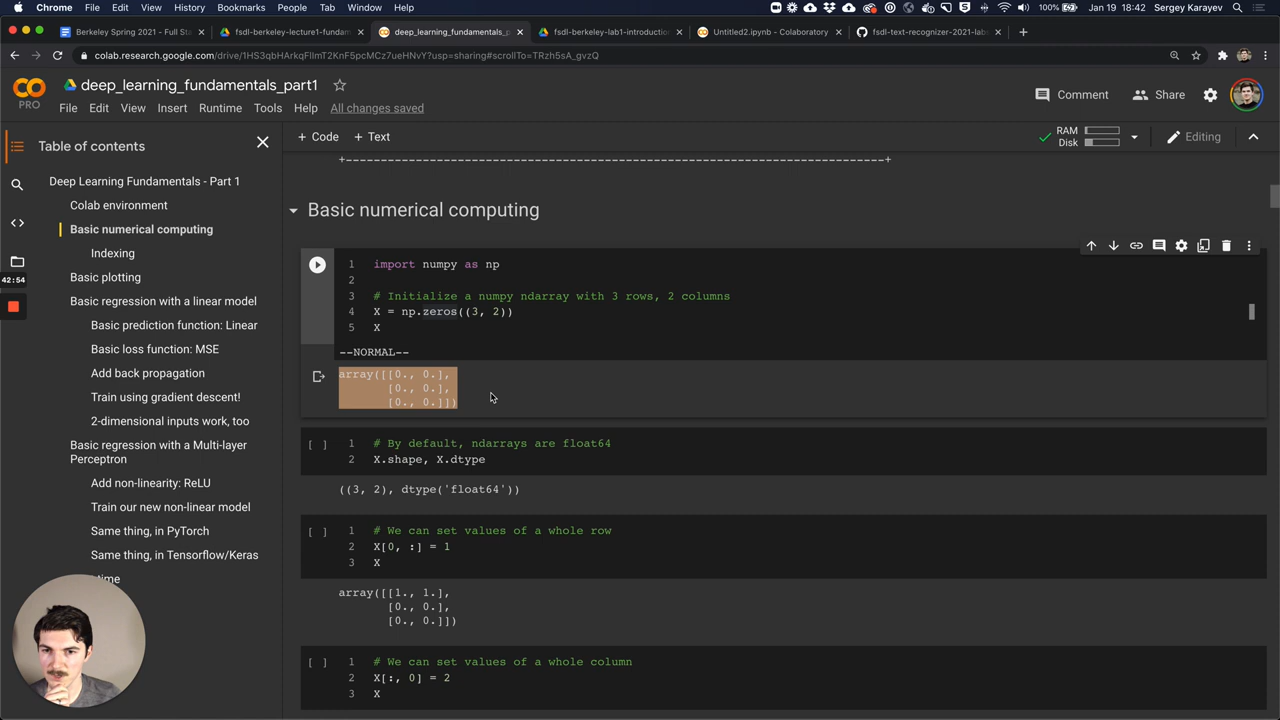 Chrome File Edit View History Bookmarks People Tab Window Help Jan 19 18:42 Sergey Karayev
Berkeley Spring 2021 - Full St fsdl-berkeley-lecture1-fundam deep_learning_fundamentals_p fsdl-berkeley-lab1-introduction Untitled2.ipynb - Colaboratory fsdl-text-recognizer-2021-labs
colab.research.google.com/drive/1HS3qbHArkqFIlmT2KnF5pcMCz7ueHNvY?usp=sharing#scrollTo=TRzh5sA_gvzQ
CO
PRO
deep_learning_fundamentals_part1
File Edit View Insert Runtime Tools Help All changes saved
Comment Share
+ Code + Text
RAM
Disk
Editing
Table of contents
Deep Learning Fundamentals - Part 1
Colab environment
Basic numerical computing
Indexing
Basic plotting
Basic regression with a linear model
Basic prediction function: Linear
Basic loss function: MSE
Add back propagation
Train using gradient descent!
2-dimensional inputs work, too
Basic regression with a Multi-layer
Perceptron
Add non-linearity: ReLU
Train our new non-linear model
Same thing, in PyTorch
Same thing, in Tensorflow/Keras
time
42:54
+-----------------------------------------------------------------------------+
Basic numerical computing
1 import numpy as np
2
3 # Initialize a numpy ndarray with 3 rows, 2 columns
4 X = np.zeros((3, 2))
5 X
--NORMAL--
array([[0., 0.],
[0., 0.],
[0., 0.]])
[ ] 1 # By default, ndarrays are float64
2 X.shape, X.dtype
((3, 2), dtype('float64'))
[ ] 1 # We can set values of a whole row
2 X[0, :] = 1
3 X
array([[1., 1.],
[0., 0.],
[0., 0.]])
[ ] 1 # We can set values of a whole column
2 X[:, 0] = 2
3 X